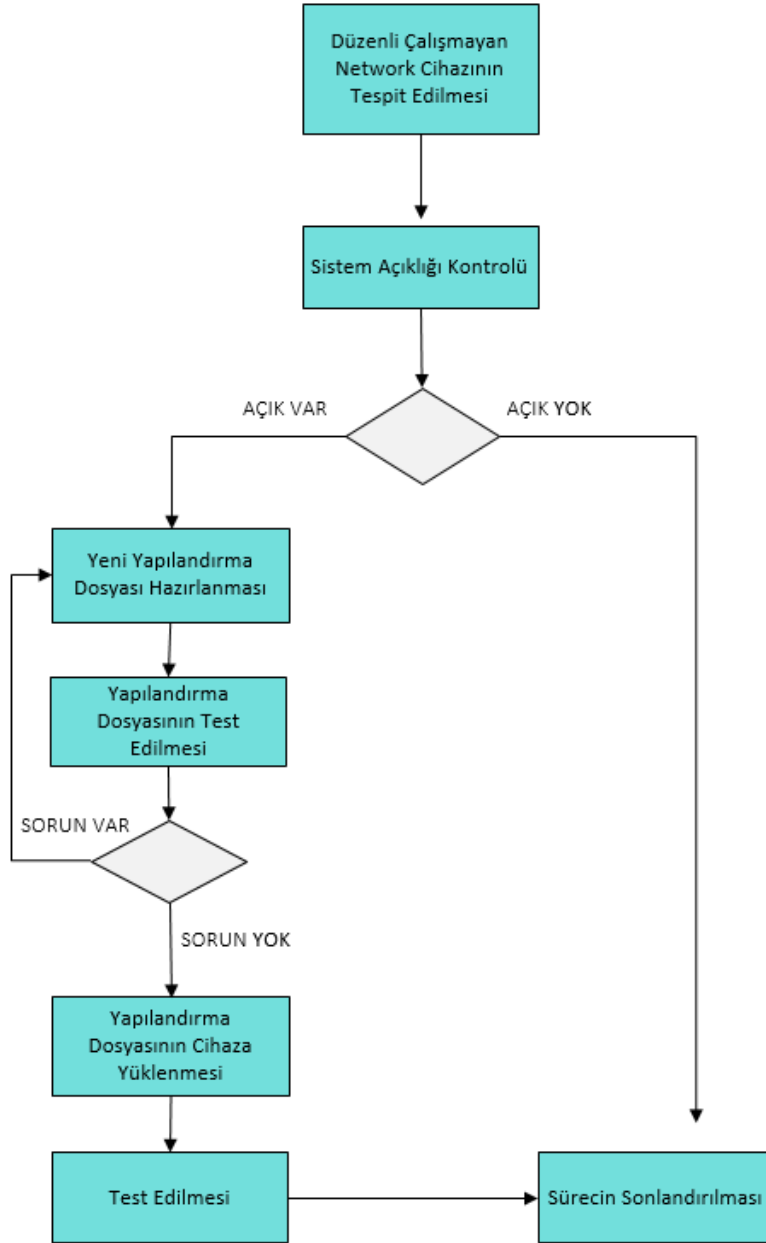 Düzenli Çalışmayan
Network Cihazının
Tespit Edilmesi
Sistem Açıklığı Kontrolü
AÇIK VAR
AÇIK YOK
Yeni Yapılandırma
Dosyası Hazırlanması
Yapılandırma
Dosyasının Test
Edilmesi
SORUN VAR
SORUN YOK
Yapılandırma
Dosyasının Cihaza
Yüklenmesi
Test Edilmesi
Sürecin Sonlandırılması